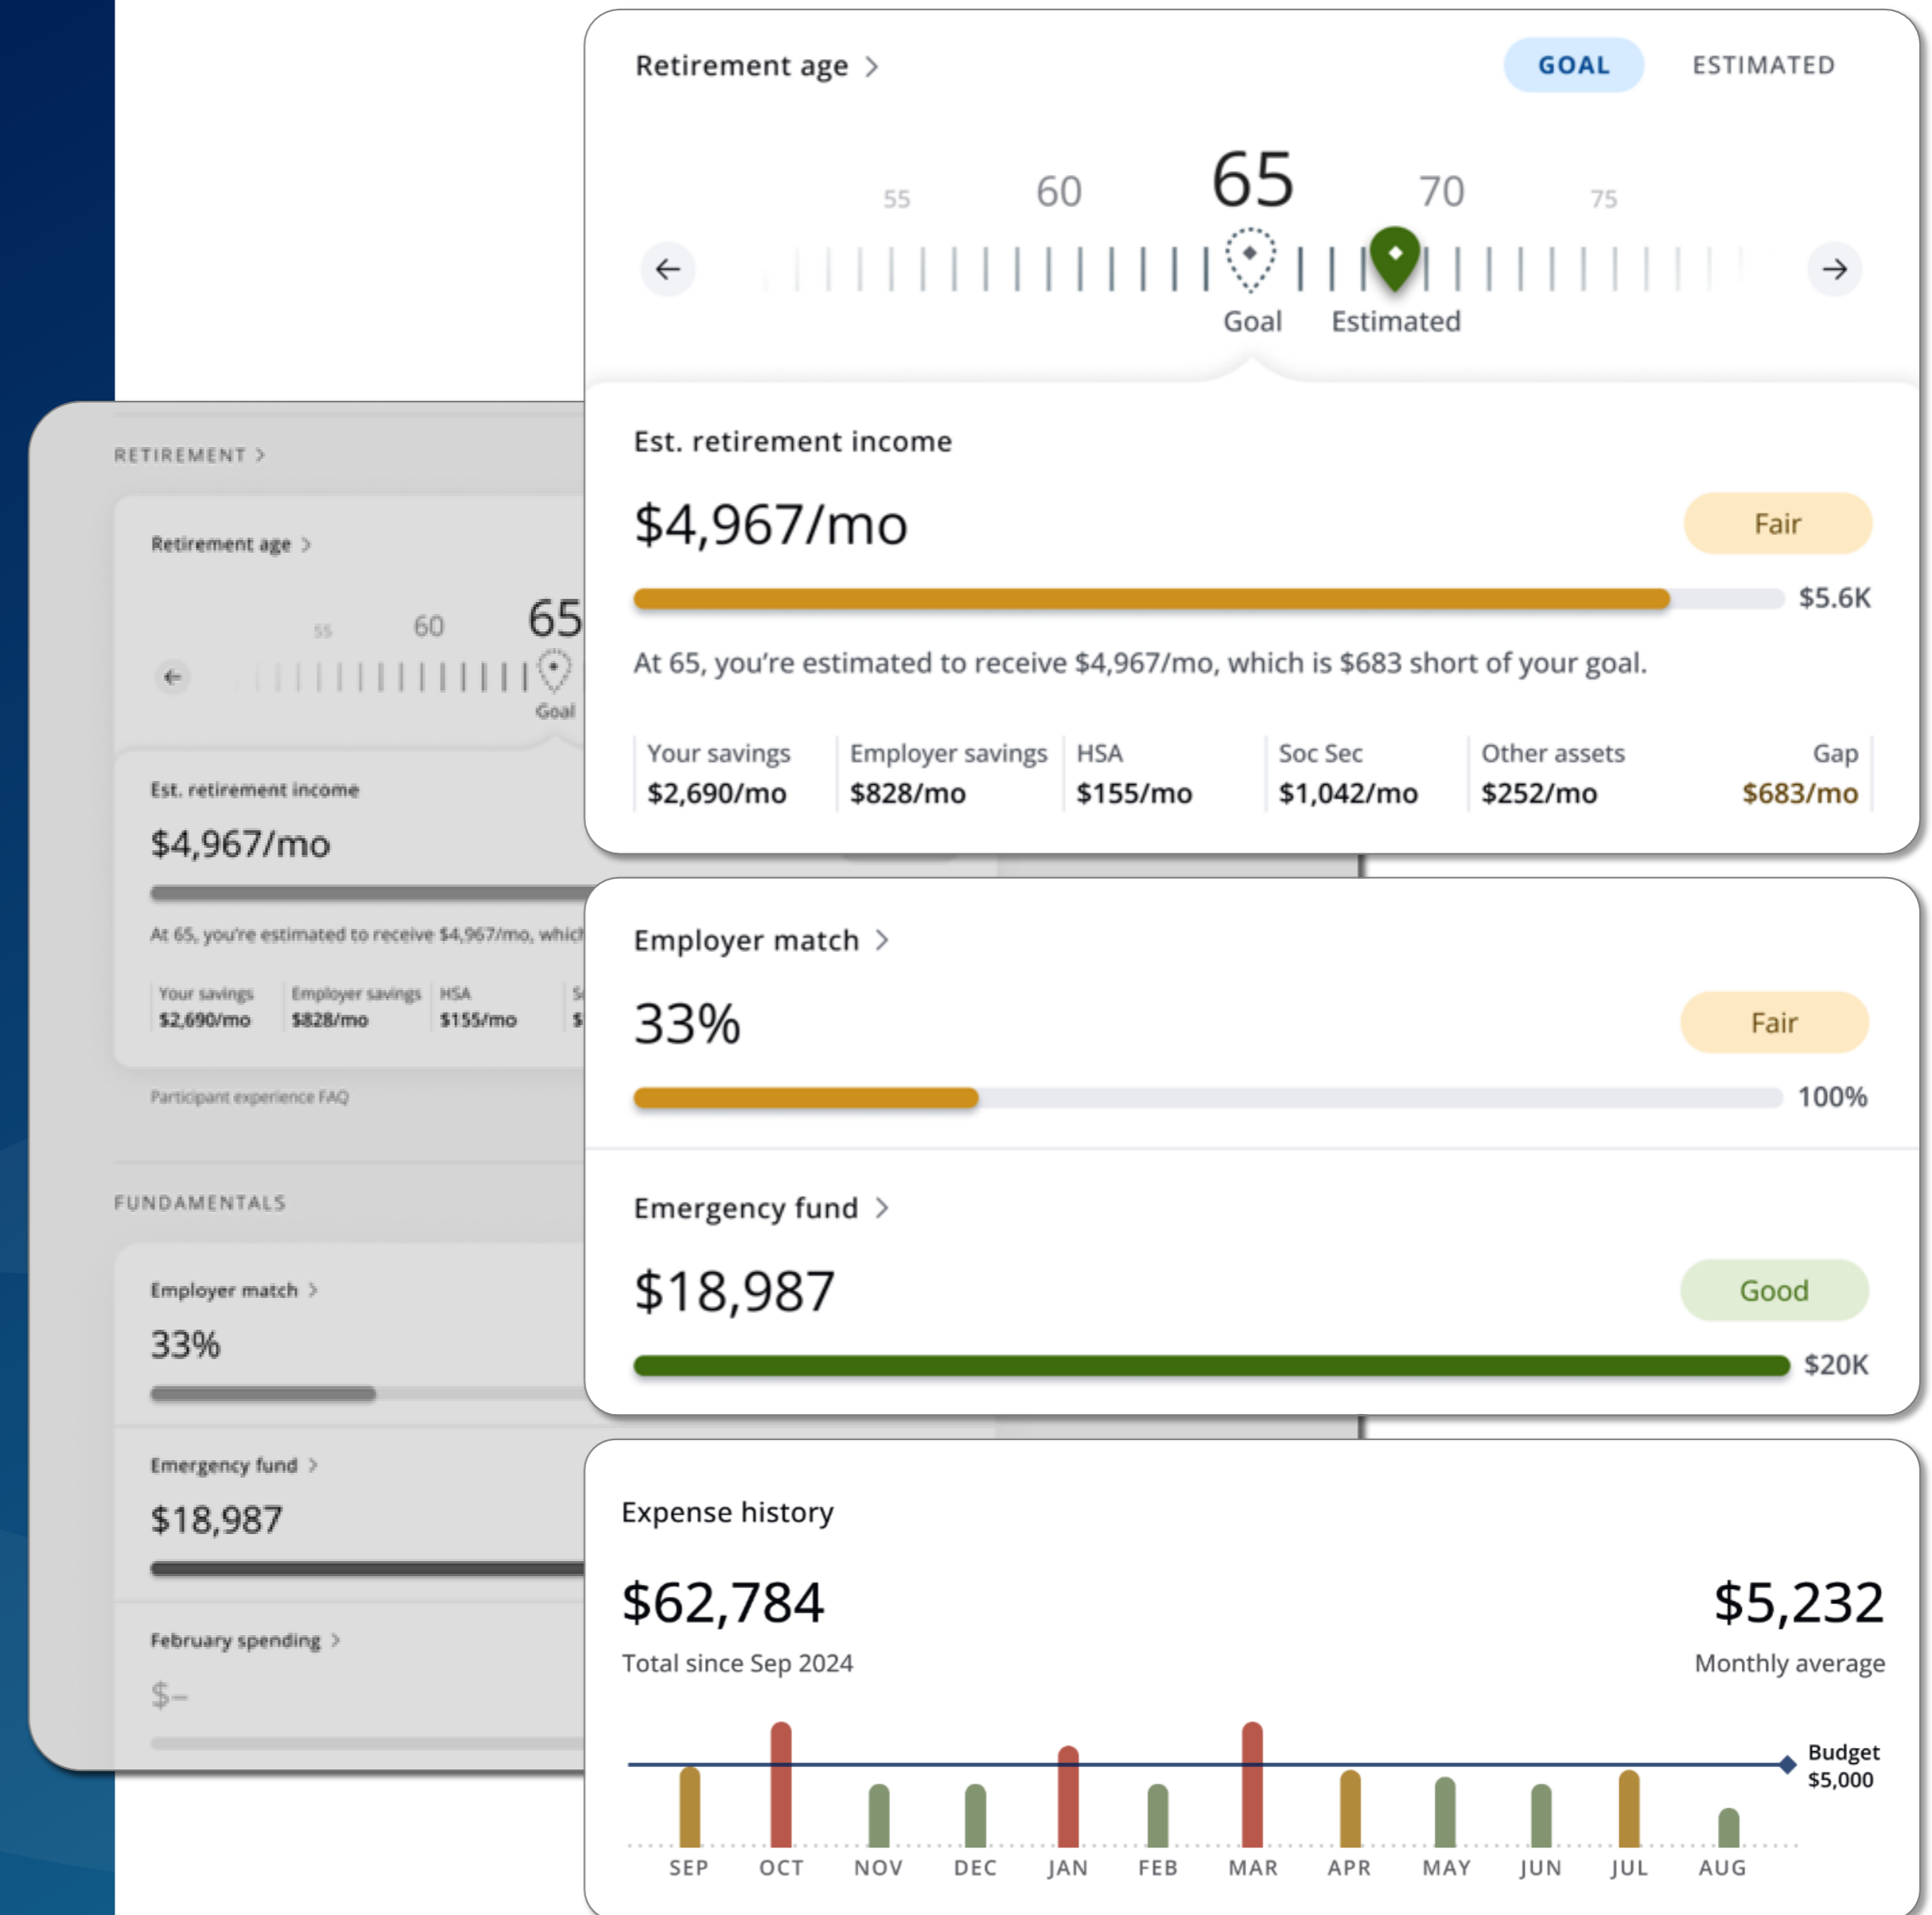 Retirement age >
GOAL ESTIMATED
55 60 65 70 75
Goal Estimated
Est. retirement income
$4,967/mo
Fair
$5.6K
At 65, you’re estimated to receive $4,967/mo, which is $683 short of your goal.
Your savings Employer savings HSA Soc Sec Other assets Gap
$2,690/mo $828/mo $155/mo $1,042/mo $252/mo $683/mo
Employer match >
33%
Fair
100%
Emergency fund >
$18,987
Good
$20K
Expense history
$62,784 $5,232
Total since Sep 2024 Monthly average
Budget
$5,000
SEP OCT NOV DEC JAN FEB MAR APR MAY JUN JUL AUG
RETIREMENT >
Retirement age >
55 60 65
Goal
Est. retirement income
$4,967/mo
At 65, you're estimated to receive $4,967/mo, which
Your savings Employer savings HSA
$2,690/mo $828/mo $155/mo $
Participant experience FAQ
FUNDAMENTALS
Employer match >
33%
Emergency fund >
$18,987
February spending >
$–